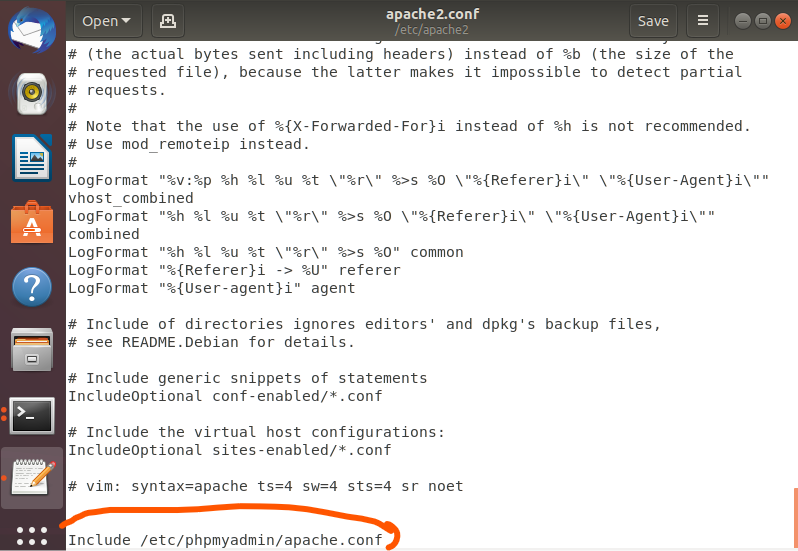 Open
apache2.conf
/etc/apache2
Save
# (the actual bytes sent including headers) instead of %b (the size of the
# requested file), because the latter makes it impossible to detect partial
# requests.
#
# Note that the use of %{X-Forwarded-For}i instead of %h is not recommended.
# Use mod_remoteip instead.
#
LogFormat "%v:%p %h %l %u %t \"%r\" %>s %O \"%{Referer}i\" \"%{User-Agent}i\""
vhost_combined
LogFormat "%h %l %u %t \"%r\" %>s %O \"%{Referer}i\" \"%{User-Agent}i\""
combined
LogFormat "%h %l %u %t \"%r\" %>s %O" common
LogFormat "%{Referer}i -> %U" referer
LogFormat "%{User-agent}i" agent
# Include of directories ignores editors' and dpkg's backup files,
# see README.Debian for details.
# Include generic snippets of statements
IncludeOptional conf-enabled/*.conf
# Include the virtual host configurations:
IncludeOptional sites-enabled/*.conf
# vim: syntax=apache ts=4 sw=4 sts=4 sr noet
Include /etc/phpmyadmin/apache.conf